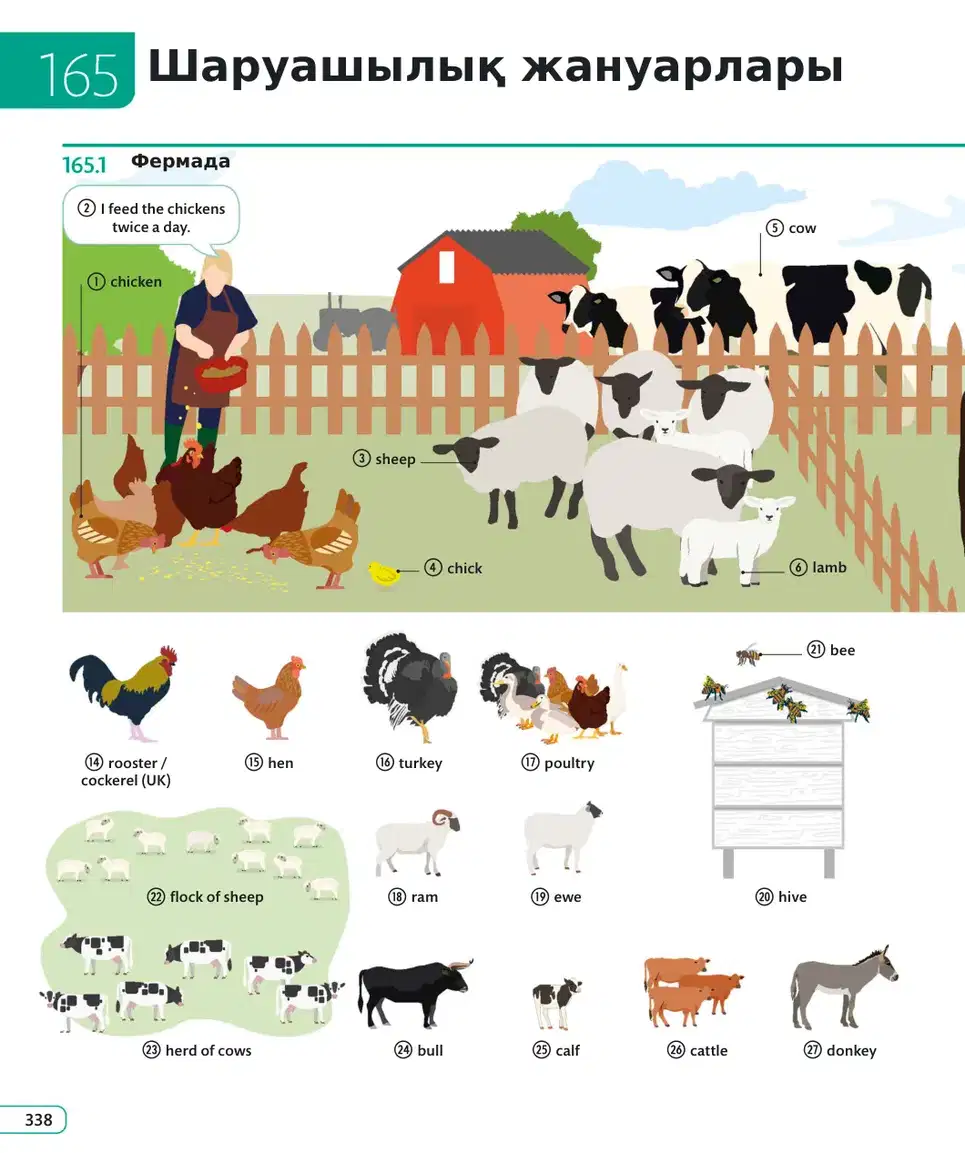 165
Шаруашылық жануарлары
165.1 Фермада
② I feed the chickens
twice a day.
① chicken
⑤ cow
③ sheep
④ chick
⑥ lamb
⑭ rooster /
cockerel (UK)
⑮ hen
⑯ turkey
⑰ poultry
㉑ bee
㉒ flock of sheep
⑱ ram
⑲ ewe
⑳ hive
㉓ herd of cows
㉔ bull
㉕ calf
㉖ cattle
㉗ donkey
338